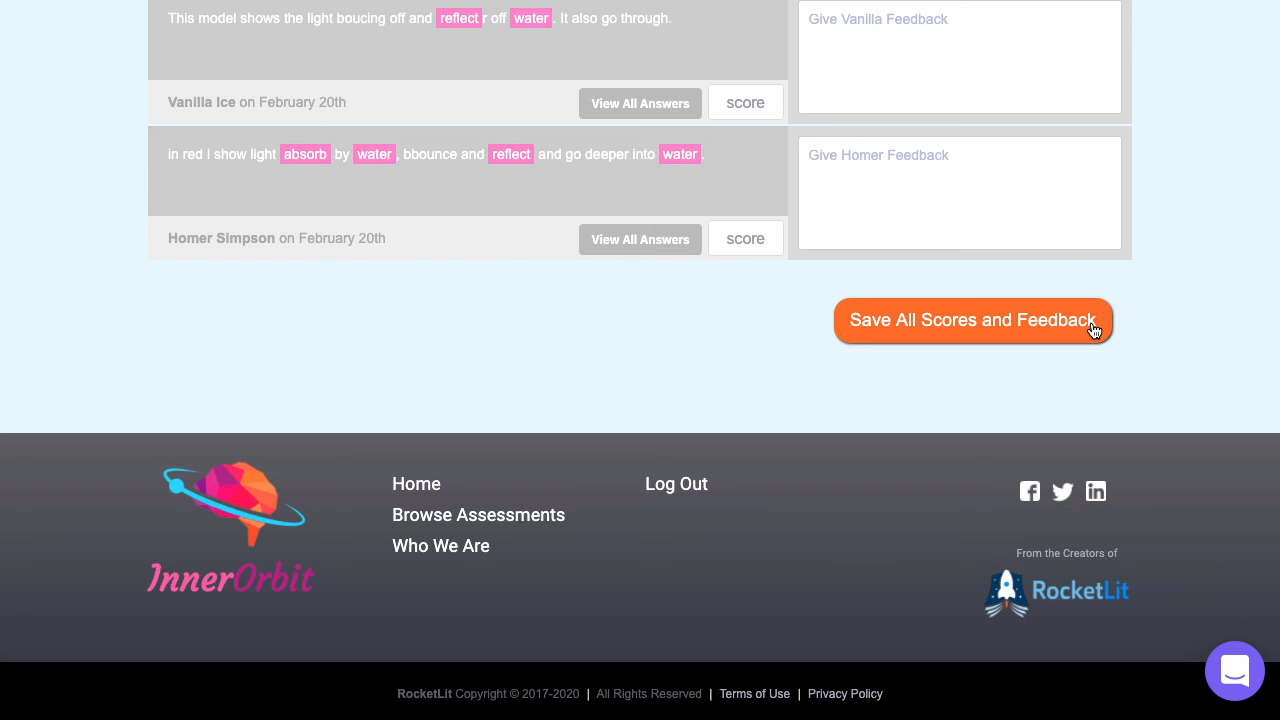 This model shows the light boucing off and reflect r off water . It also go through.
Give Vanilla Feedback
Vanilla Ice on February 20th
View All Answers
score
in red i show light absorb by water , bbounce and reflect and go deeper into water .
Give Homer Feedback
Homer Simpson on February 20th
View All Answers
score
Save All Scores and Feedback
Home
Log Out
Browse Assessments
Who We Are
InnerOrbit
From the Creators of
RocketLit
RocketLit Copyright © 2017-2020 | All Rights Reserved | Terms of Use | Privacy Policy